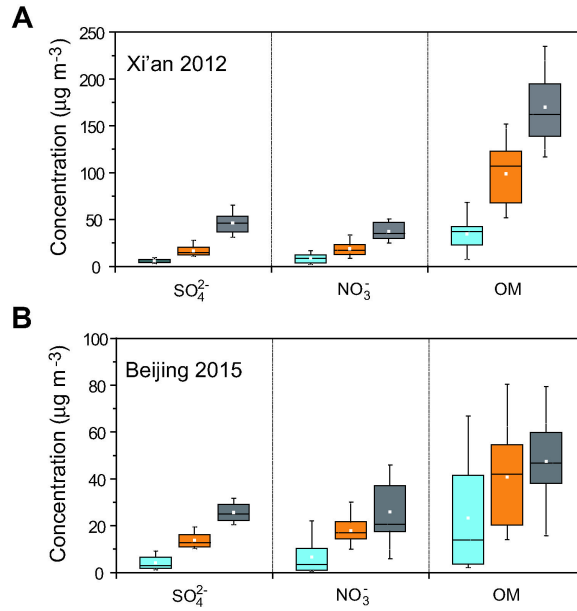 A
Concentration (µg m⁻³)
250
200
150
100
50
0
Xi'an 2012
SO₄²⁻ NO₃⁻ OM
B
Concentration (µg m⁻³)
100
80
60
40
20
0
Beijing 2015
SO₄²⁻ NO₃⁻ OM